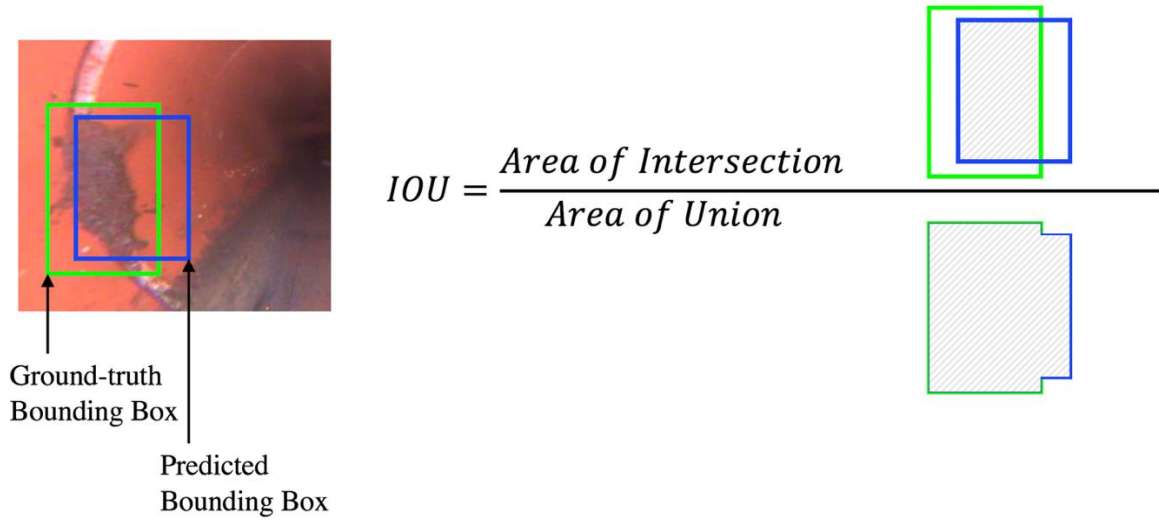 IOU = Area of Intersection / Area of Union
Ground-truth
Bounding Box
Predicted
Bounding Box